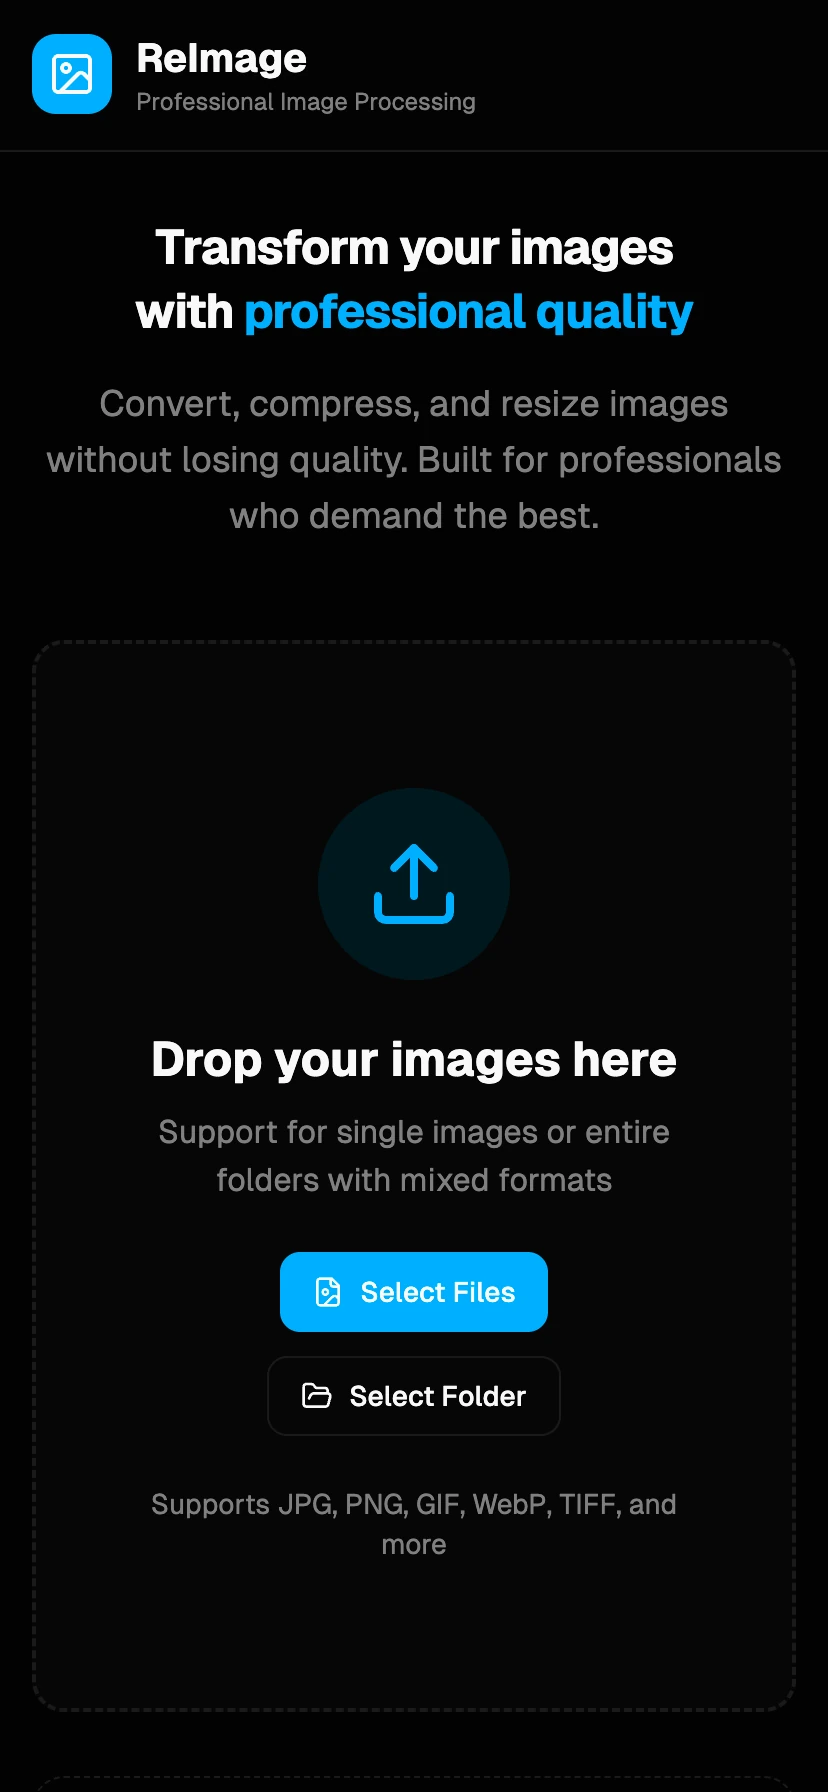 ReImage
Professional Image Processing
Transform your images
with professional quality
Convert, compress, and resize images
without losing quality. Built for professionals
who demand the best.
Drop your images here
Support for single images or entire
folders with mixed formats
Select Files
Select Folder
Supports JPG, PNG, GIF, WebP, TIFF, and
more